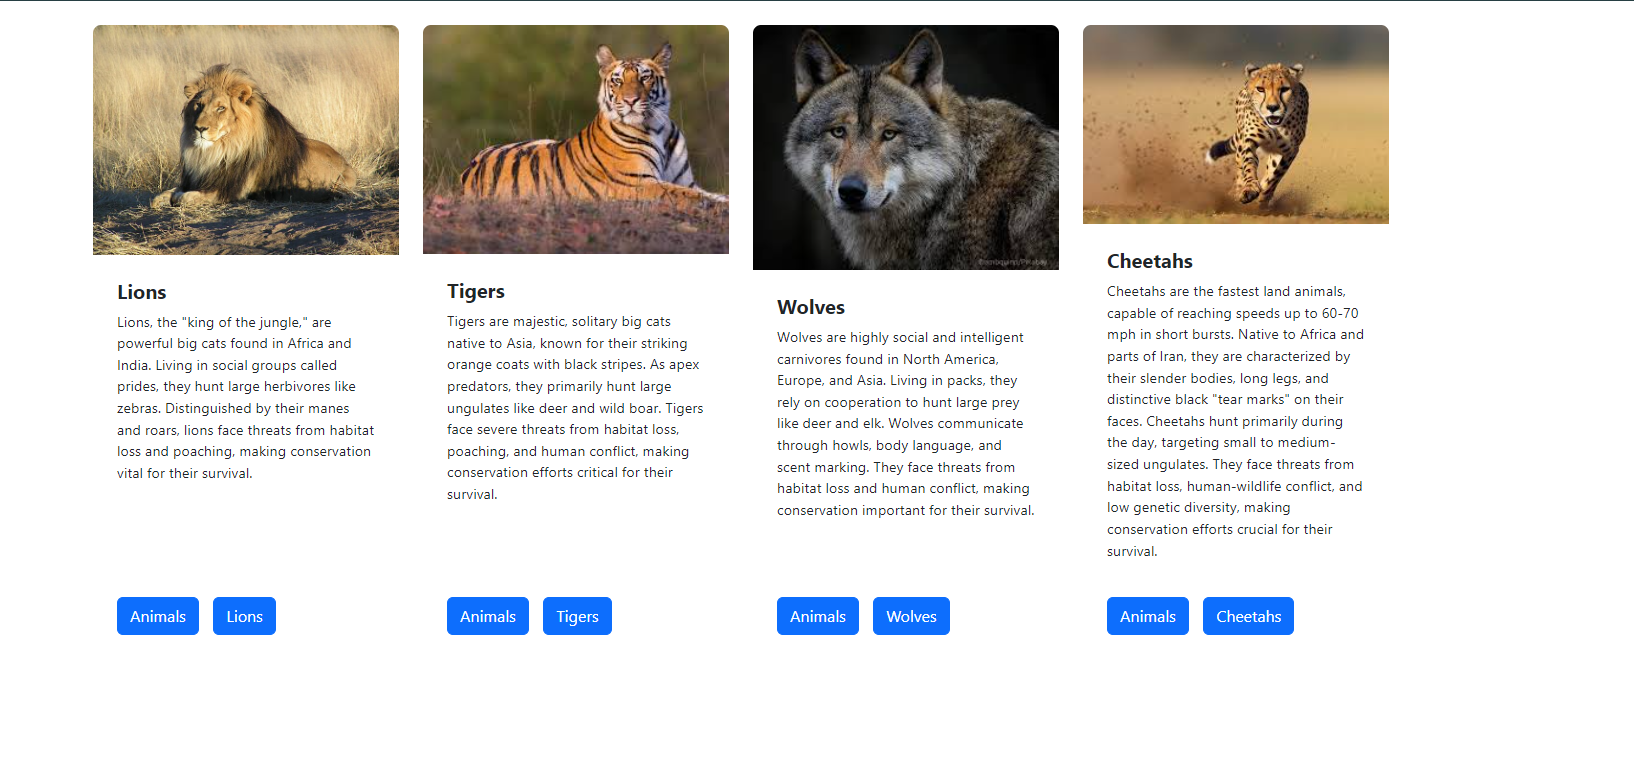 Lions
Lions, the "king of the jungle," are
powerful big cats found in Africa and
India. Living in social groups called
prides, they hunt large herbivores like
zebras. Distinguished by their manes
and roars, lions face threats from habitat
loss and poaching, making conservation
vital for their survival.
Animals
Lions
Tigers
Tigers are majestic, solitary big cats
native to Asia, known for their striking
orange coats with black stripes. As apex
predators, they primarily hunt large
ungulates like deer and wild boar. Tigers
face severe threats from habitat loss,
poaching, and human conflict, making
conservation efforts critical for their
survival.
Animals
Tigers
Wolves
Wolves are highly social and intelligent
carnivores found in North America,
Europe, and Asia. Living in packs, they
rely on cooperation to hunt large prey
like deer and elk. Wolves communicate
through howls, body language, and
scent marking. They face threats from
habitat loss and human conflict, making
conservation important for their survival.
Animals
Wolves
Cheetahs
Cheetahs are the fastest land animals,
capable of reaching speeds up to 60-70
mph in short bursts. Native to Africa and
parts of Iran, they are characterized by
their slender bodies, long legs, and
distinctive black "tear marks" on their
faces. Cheetahs hunt primarily during
the day, targeting small to medium-
sized ungulates. They face threats from
habitat loss, human-wildlife conflict, and
low genetic diversity, making
conservation efforts crucial for their
survival.
Animals
Cheetahs